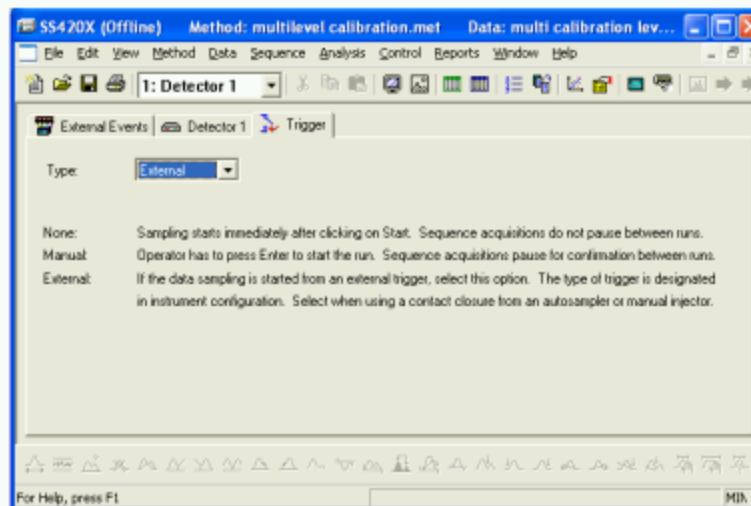 SS420X (Offline) Method: multilevel calibration.met Data: multi calibration lev...
File Edit View Method Data Sequence Analysis Control Reports Window Help
1: Detector 1
External Events Detector 1 Trigger
Type: External
None: Sampling starts immediately after clicking on Start. Sequence acquisitions do not pause between runs.
Manual: Operator has to press Enter to start the run. Sequence acquisitions pause for confirmation between runs.
External: If the data sampling is started from an external trigger, select this option. The type of trigger is designated
in instrument configuration. Select when using a contact closure from an autosampler or manual injector.
For Help, press F1 MIN